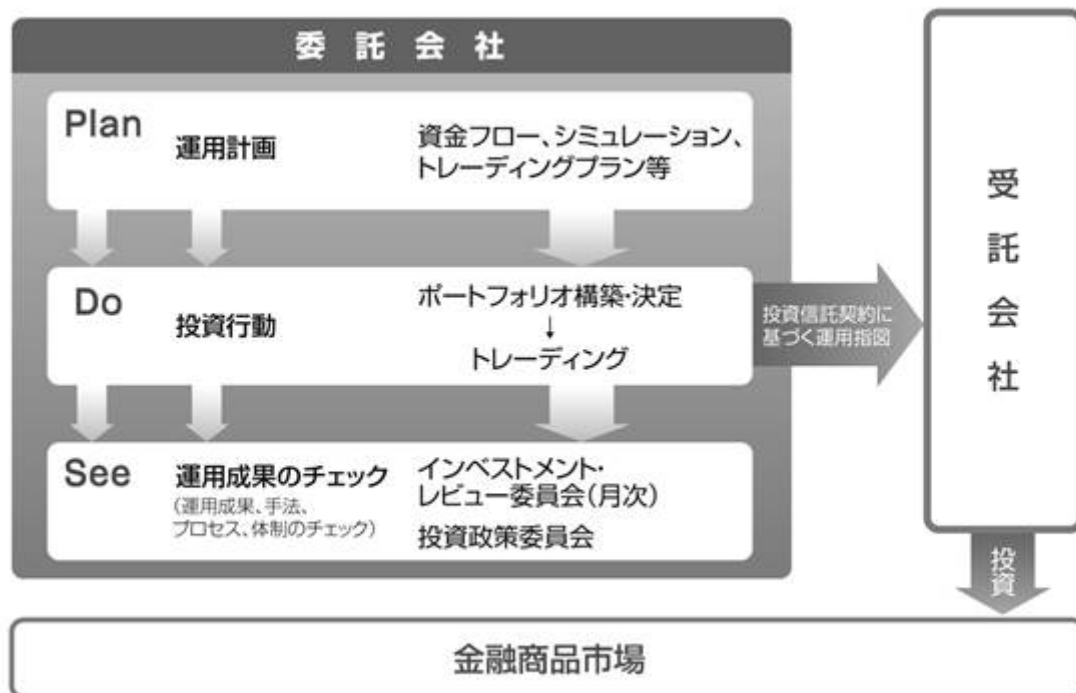 委託会社
Plan
運用計画
資金フロー、シミュレーション、
トレーディングプラン等
Do
投資行動
ポートフォリオ構築・決定
↓
トレーディング
投資信託契約に
基づく運用指図
See
運用成果のチェック
(運用成果、手法、
プロセス、体制のチェック)
インベストメント・
レビュー委員会(月次)
投資政策委員会
受託会社
投資
金融商品市場